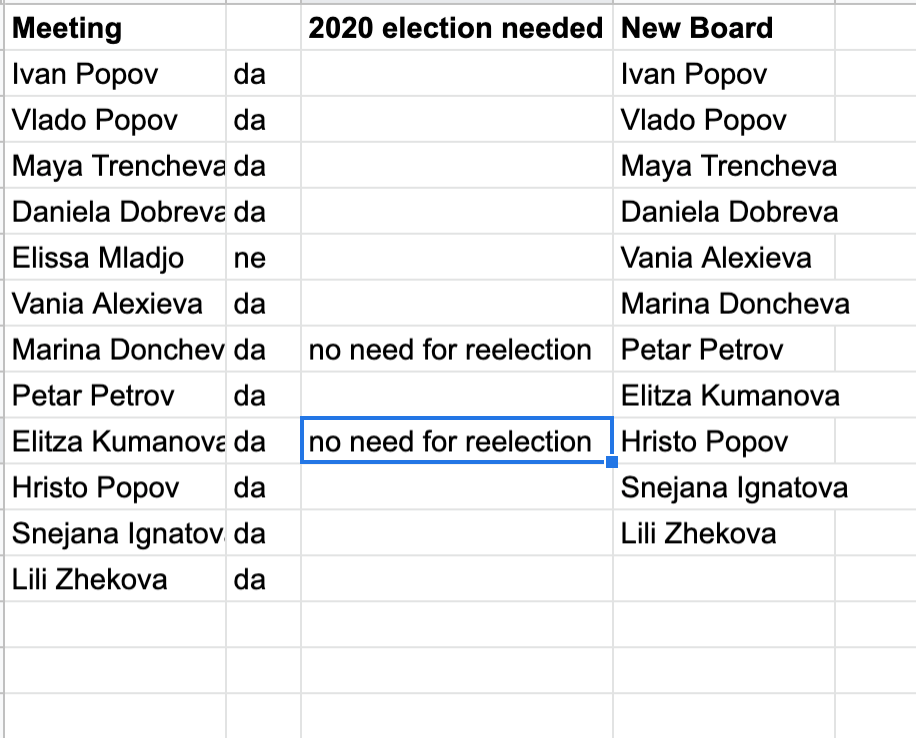 Meeting 2020 election needed New Board
Ivan Popov da Ivan Popov
Vlado Popov da Vlado Popov
Maya Trencheva da Maya Trencheva
Daniela Dobreva da Daniela Dobreva
Elissa Mladjo ne Vania Alexieva
Vania Alexieva da Marina Doncheva
Marina Donchev da no need for reelection Petar Petrov
Petar Petrov da Elitza Kumanova
Elitza Kumanova da no need for reelection Hristo Popov
Hristo Popov da Snejana Ignatova
Snejana Ignatov da Lili Zhekova
Lili Zhekova da